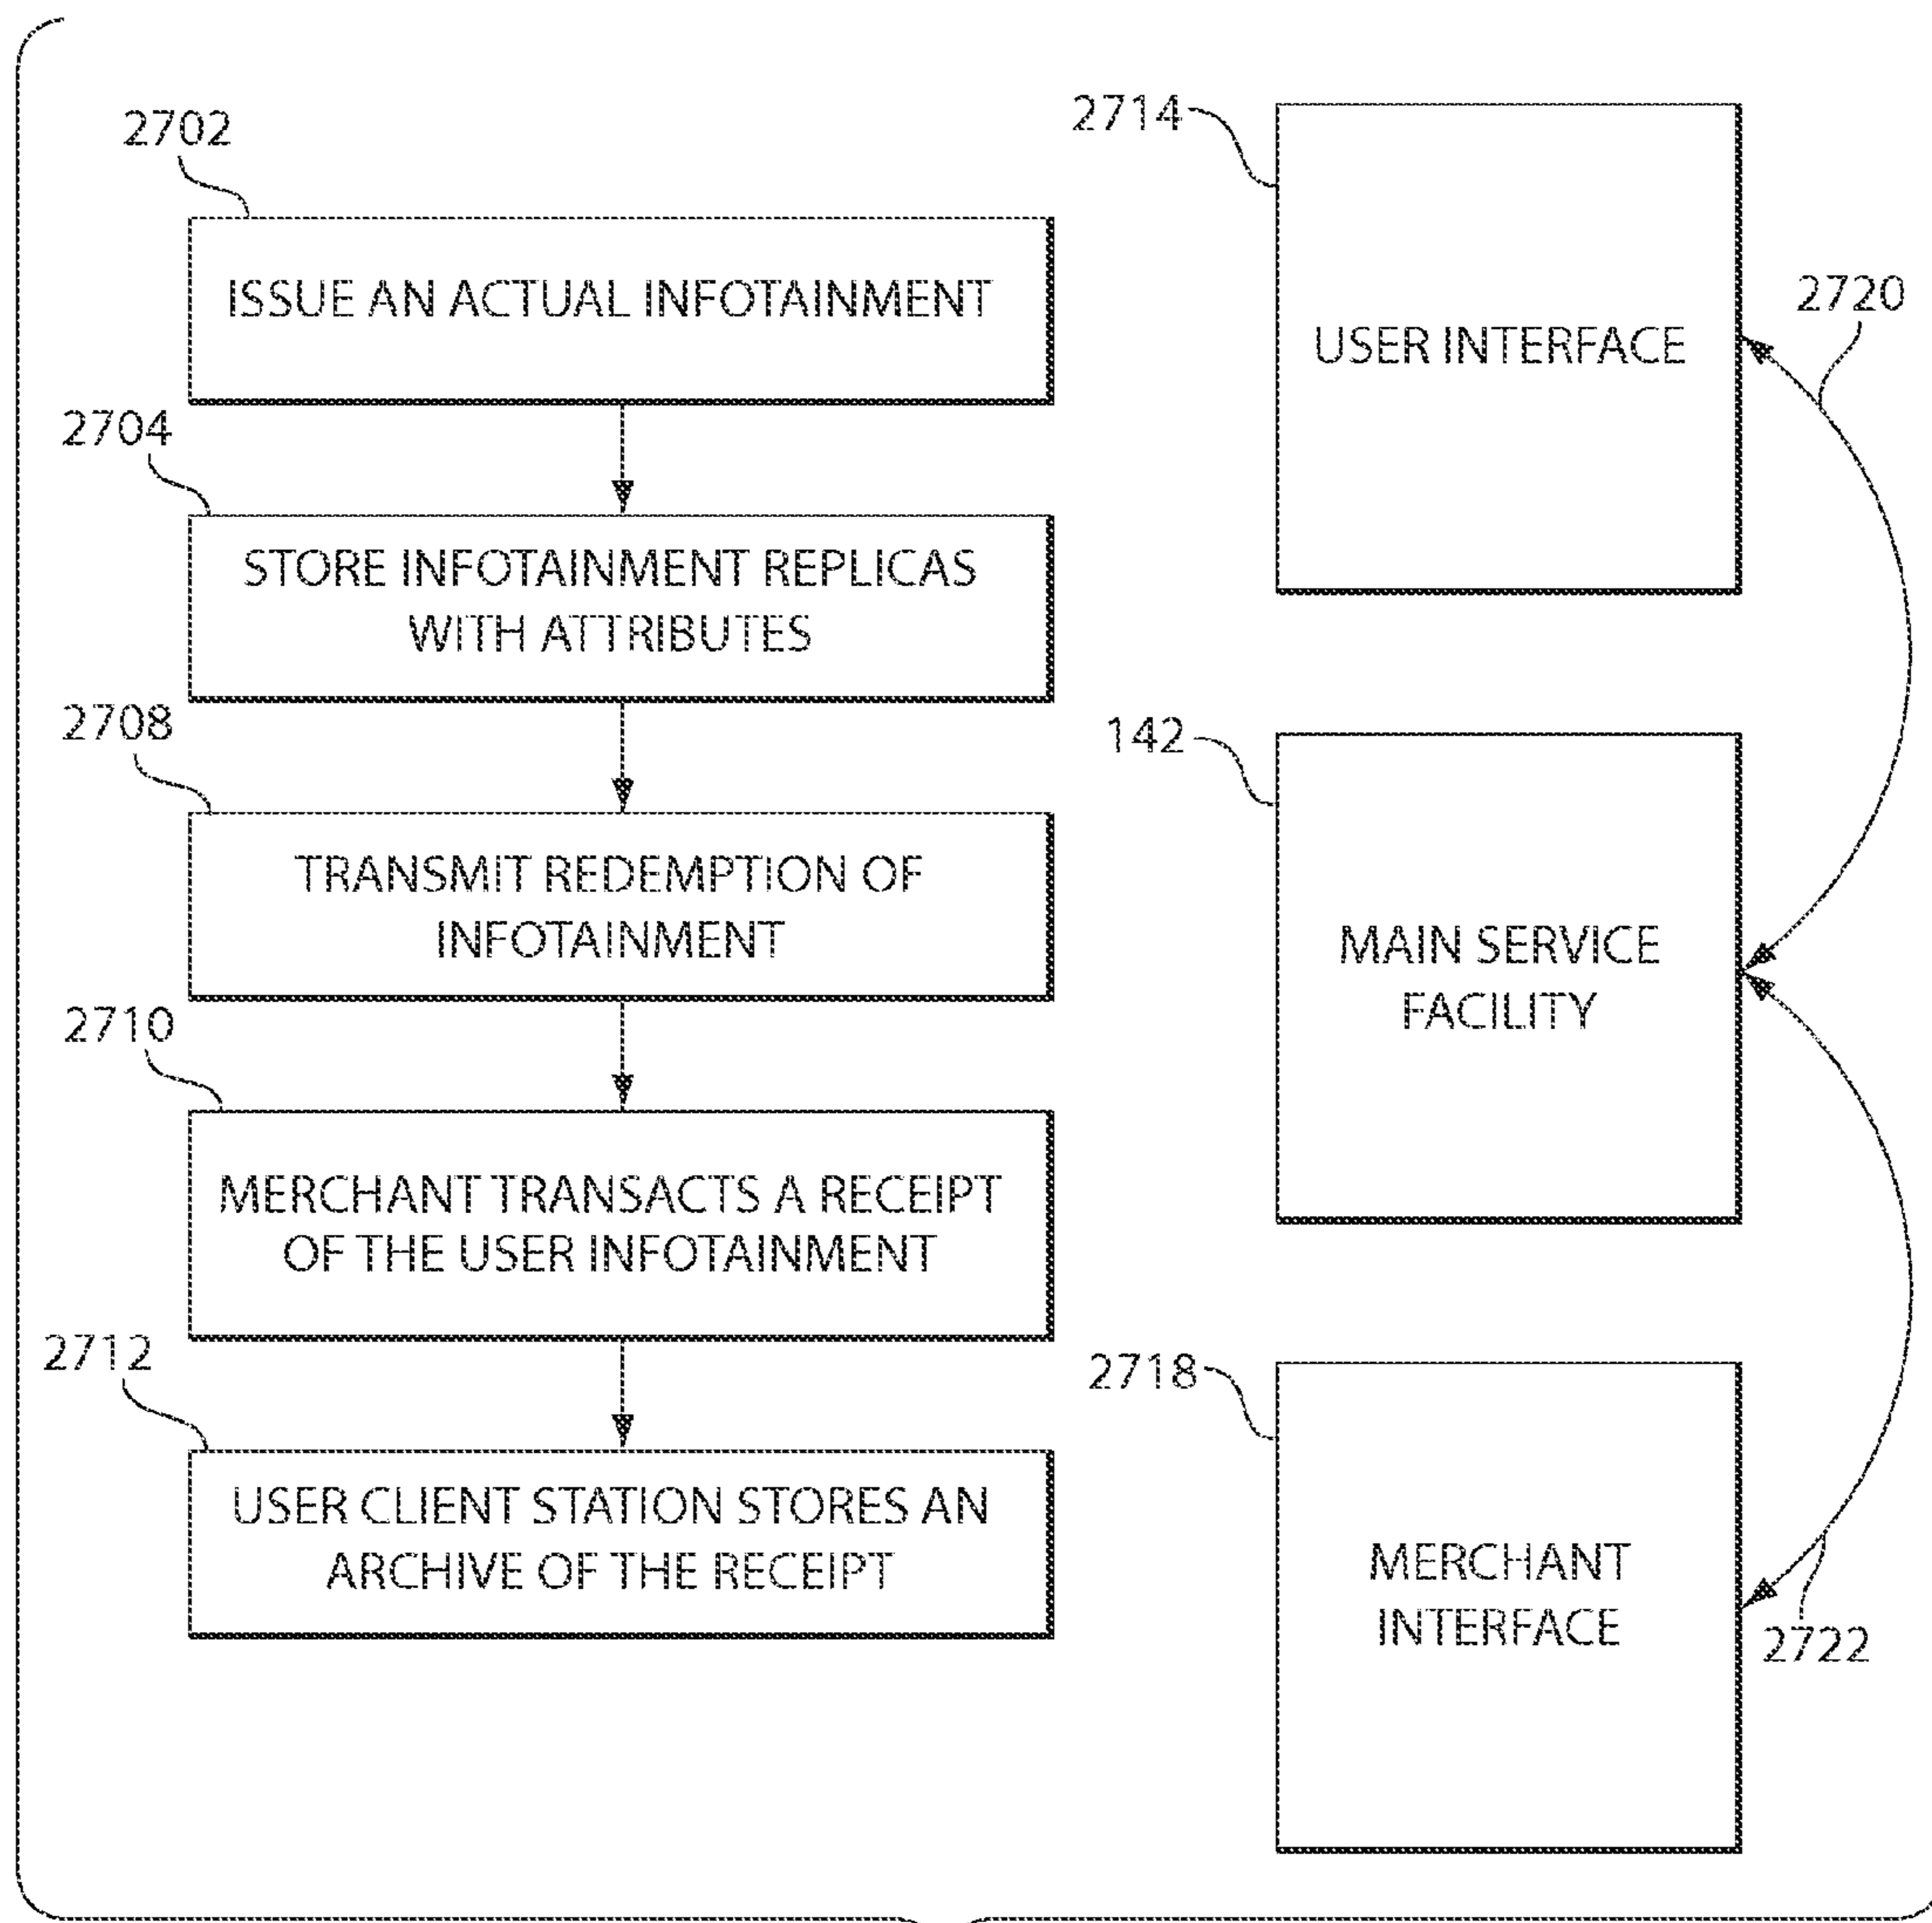 2702
ISSUE AN ACTUAL INFOTAINMENT
2704
STORE INFOTAINMENT REPLICAS
WITH ATTRIBUTES
2708
TRANSMIT REDEMPTION OF
INFOTAINMENT
2710
MERCHANT TRANSACTS A RECEIPT
OF THE USER INFOTAINMENT
2712
USER CLIENT STATION STORES AN
ARCHIVE OF THE RECEIPT
2714
USER INTERFACE
2720
142
MAIN SERVICE
FACILITY
2718
MERCHANT
INTERFACE
2722